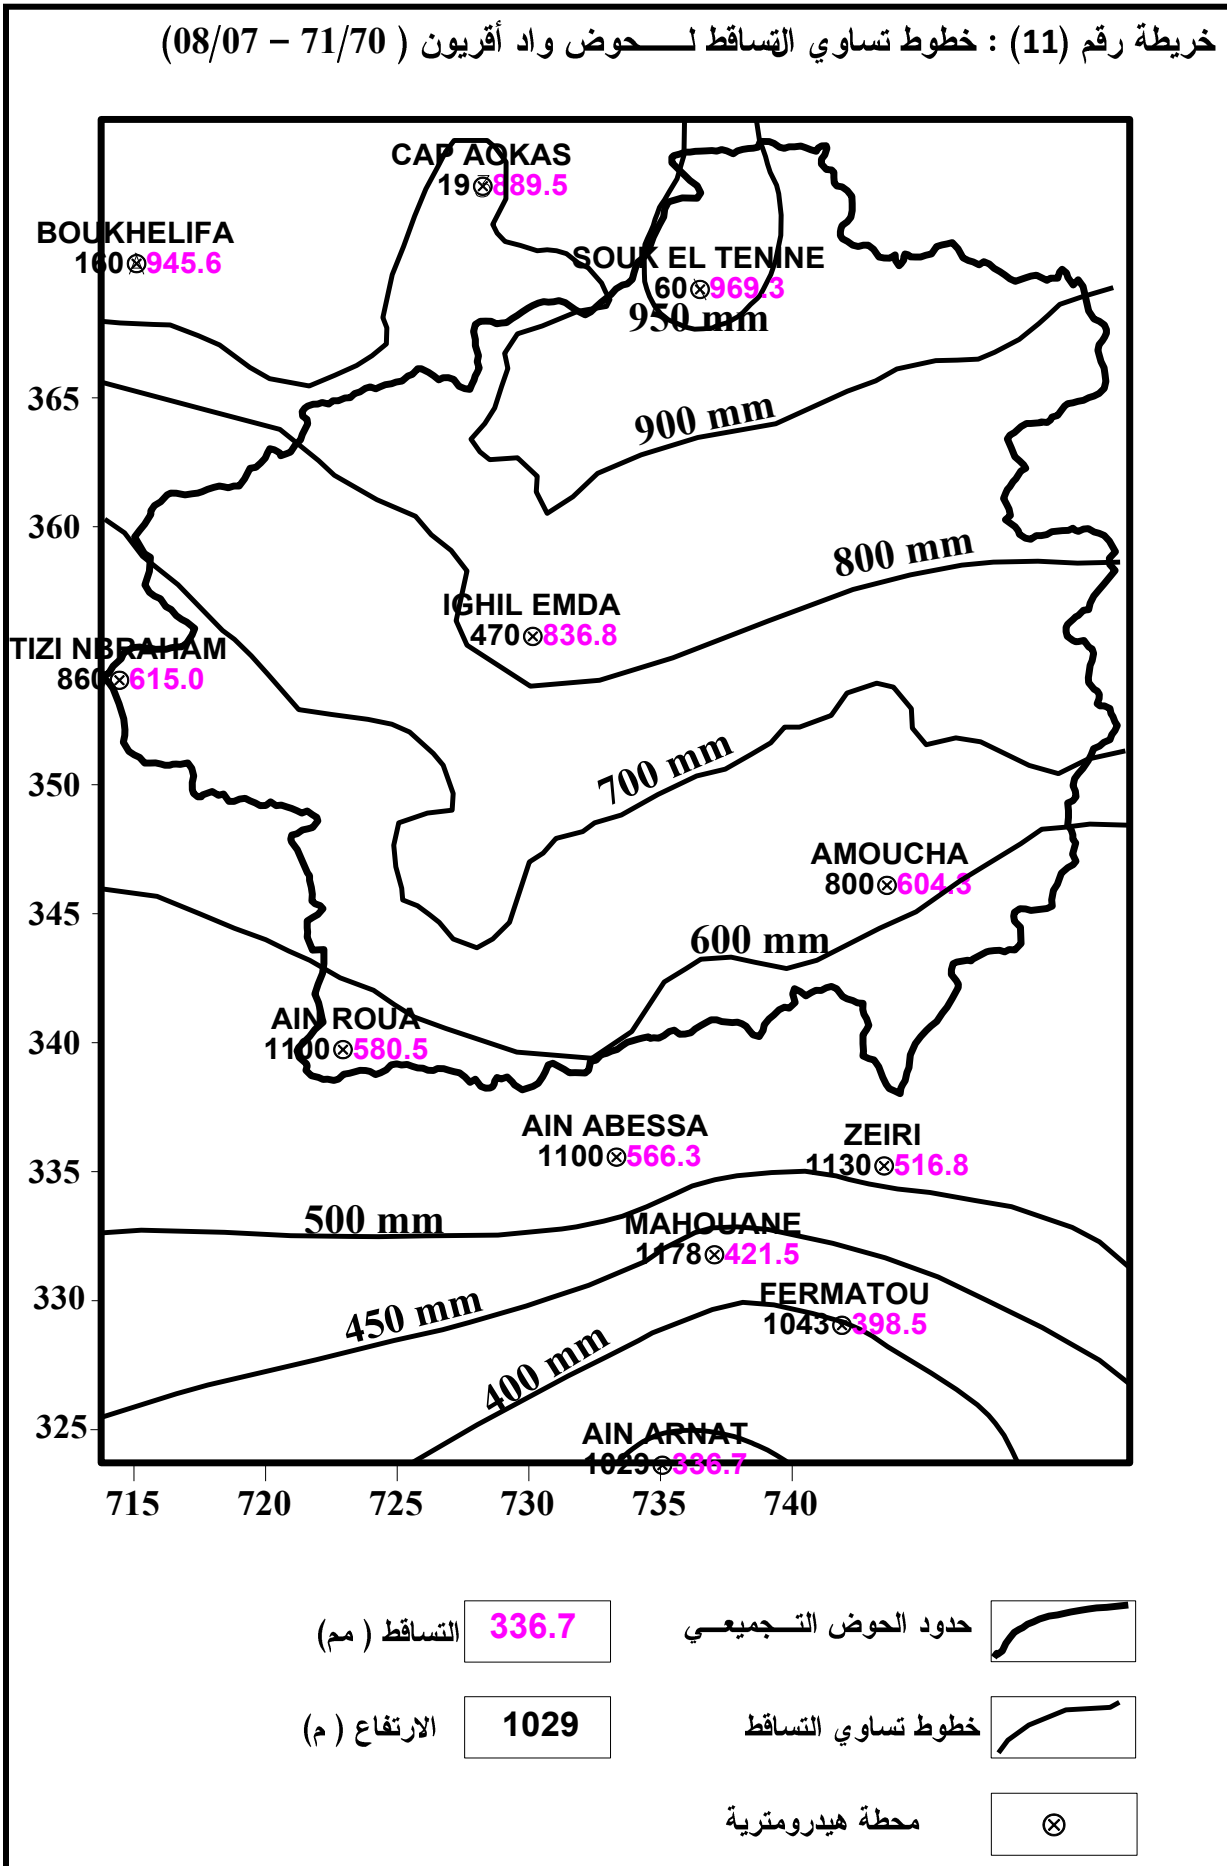 خريطة رقم (11) : خطوط تساوي التساقط لـــــحوض واد أقريون ( 71/70 – 08/07)
CAP AOKAS
19 889.5
BOUKHELIFA
160 945.6
SOUK EL TENINE
60 969.3
950 mm
365
900 mm
360
800 mm
IGHIL EMDA
470 836.8
TIZI NBRAHAM
860 615.0
700 mm
350
AMOUCHA
800 604.3
345
600 mm
AIN ROUA
1100 580.5
340
AIN ABESSA
1100 566.3
ZEIRI
1130 516.8
335
500 mm
MAHOUANE
1178 421.5
330
450 mm
FERMATOU
1043 398.5
400 mm
325
AIN ARNAT
1029 336.7
715 720 725 730 735 740
حدود الحوض التـــجميعـــي
336.7 التساقط ( مم)
خطوط تساوي التساقط
1029 الارتفاع ( م)
محطة هيدرومترية